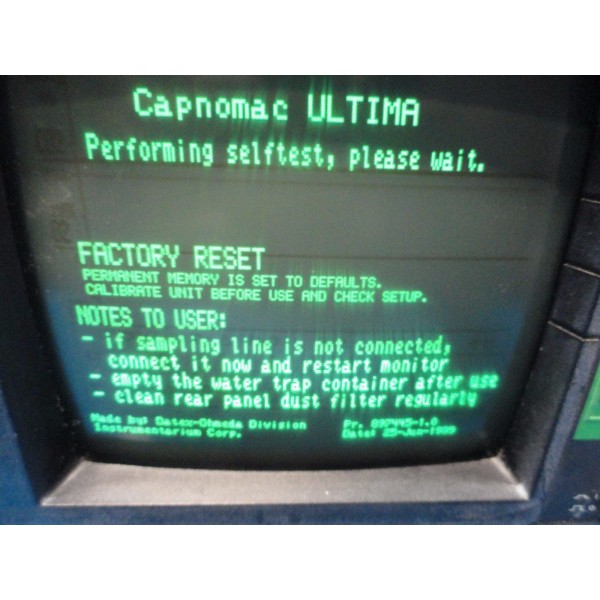 Capnomac ULTIMA
Performing selftest, please wait.
FACTORY RESET
PERMANENT MEMORY IS SET TO DEFAULTS.
CALIBRATE UNIT BEFORE USE AND CHECK SETUP.
NOTES TO USER:
- if sampling line is not connected,
connect it now and restart monitor
- empty the water trap container after use
- clean rear panel dust filter regularly
Made by: Datex-Ohmeda Division
Pr.
Instrumentarium Corp.
Date: